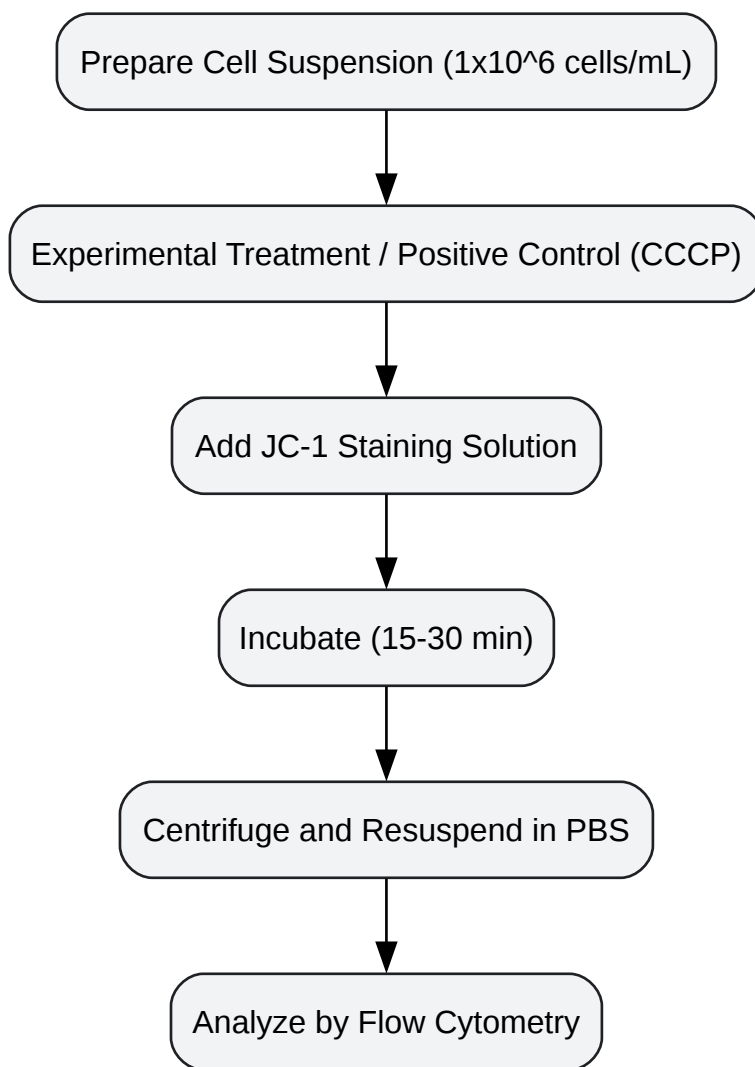 Prepare Cell Suspension (1x10^6 cells/mL)
Experimental Treatment / Positive Control (CCCP)
Add JC-1 Staining Solution
Incubate (15-30 min)
Centrifuge and Resuspend in PBS
Analyze by Flow Cytometry